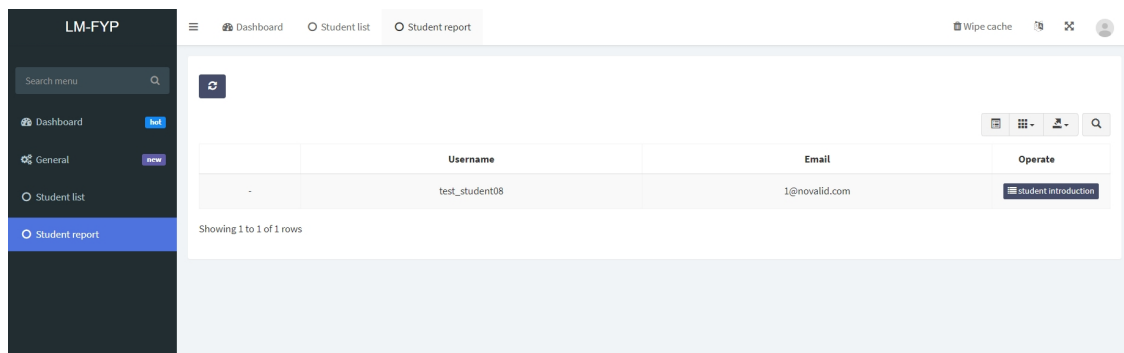 LM-FYP
Dashboard
Student list
Student report
Wipe cache
Search menu
Dashboard hot
General new
Student list
Student report
Username Email Operate
- test_student08 1@novalid.com student introduction
Showing 1 to 1 of 1 rows